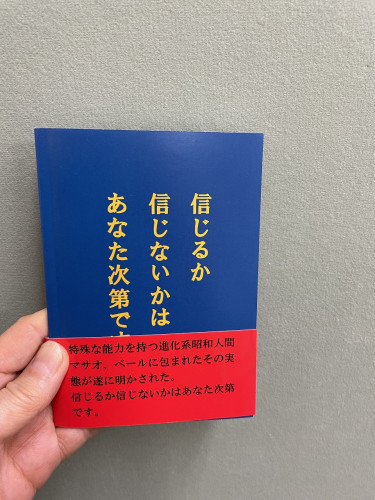 信じるか
信じないかは
あなた次第です
特殊な能力を持つ進化系昭和人間
マサオ、ベールに包まれたその実
態が遂に明かされた。
信じるか信じないかはあなた次第
です。